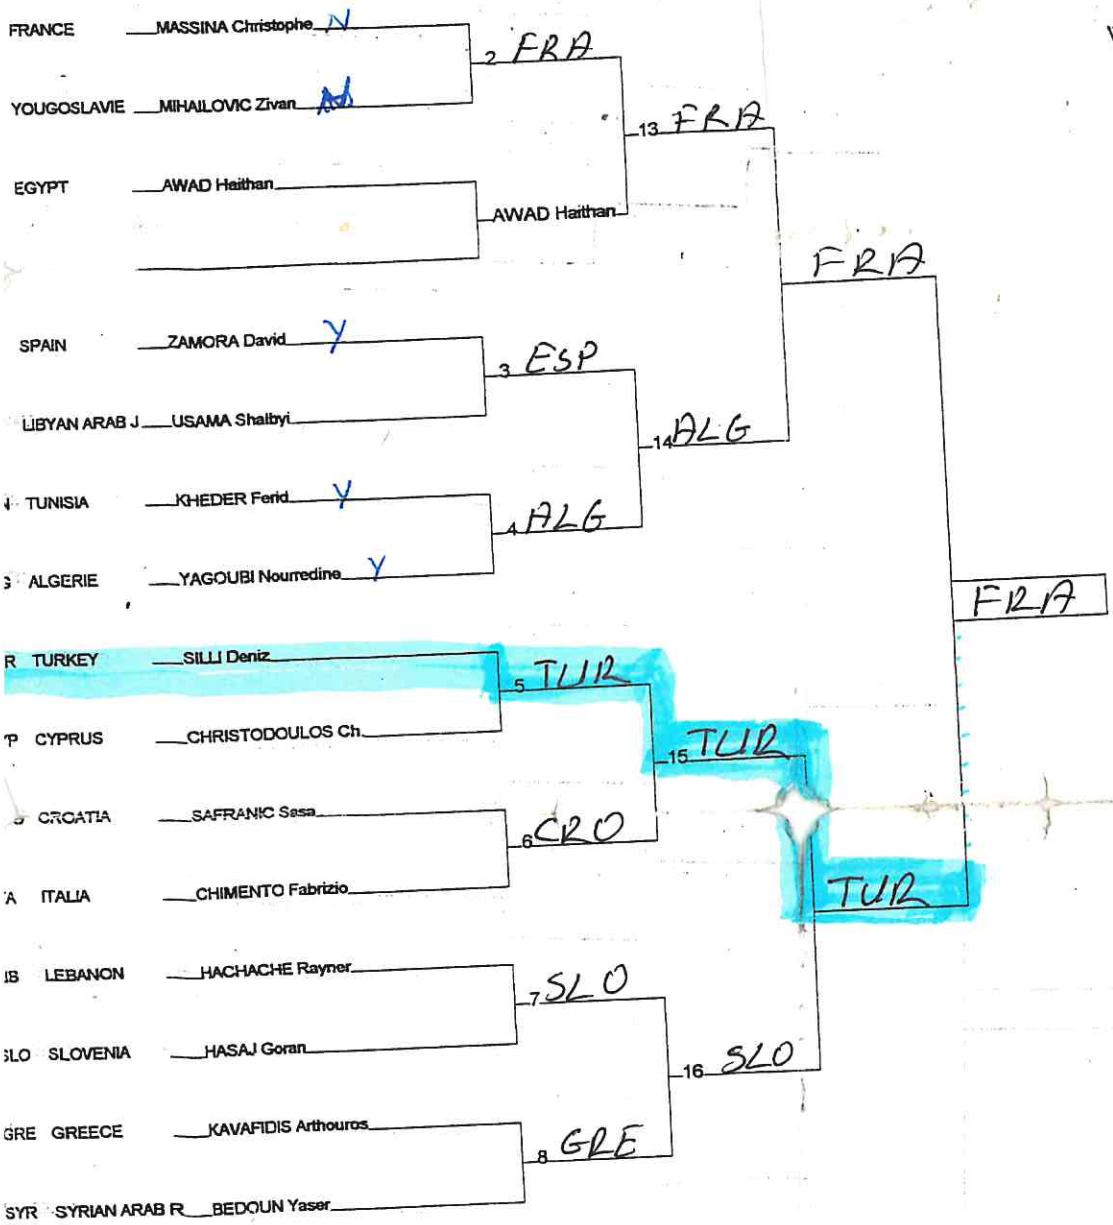 FRANCE MASSINA Christophe N
2 FRA
YOUGOSLAVIE MIHAILOVIC Zivan
13 FRA
EGYPT AWAD Haithan
AWAD Haithan
FRA
SPAIN ZAMORA David Y
3 ESP
LIBYAN ARAB J USAMA Shalbyi
14 ALG
TUNISIA KHEDER Ferid Y
4 ALG
ALGERIE YAGOUBI Nourredine Y
FRA
R TURKEY SILLI Deniz
5 TUR
P CYPRUS CHRISTODOULOS Ch.
15 TUR
CROATIA SAFRANIC Sasa
6 CRO
A ITALIA CHIMENTO Fabrizio
TUR
IB LEBANON HACHACHE Rayner
7 SLO
SLO SLOVENIA HASAJ Goran
16 SLO
GRE GREECE KAVAFIDIS Arthouros
8 GRE
SYR SYRIAN ARAB R BEDOUN Yaser